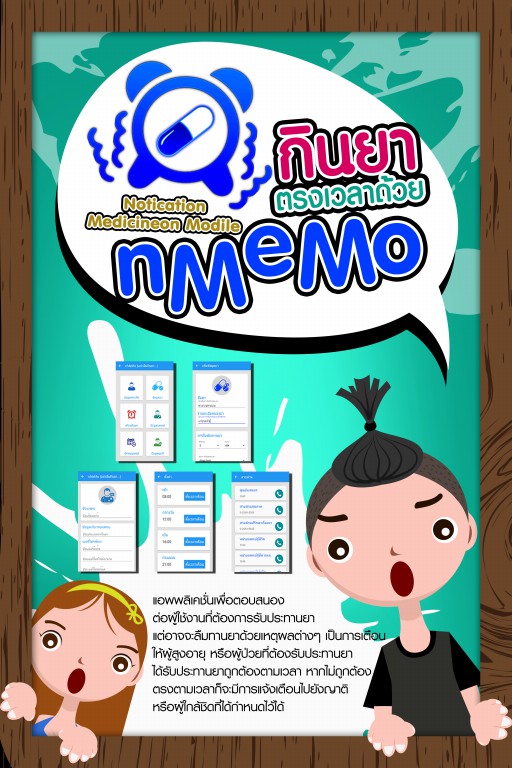 กินยา
ตรงเวลาด้วย
Notication
Medicineon Modile
nMeMo
แอพพลิเคชั่นเพื่อตอบสนอง
ต่อผู้ใช้งานที่ต้องการรับประทานยา
แต่อาจจะลืมทานยาด้วยเหตุผลต่างๆ เป็นการเตือน
ให้ผู้สูงอายุ หรือผู้ป่วยที่ต้องรับประทานยา
ได้รับประทานยาถูกต้องตามเวลา หากไม่ถูกต้อง
ตรงตามเวลาก็จะมีการแจ้งเตือนไปยังญาติ
หรือผู้ใกล้ชิดที่ได้กำหนดไว้ได้